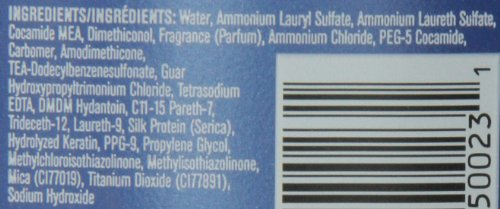 INGREDIENTS/INGRÉDIENTS: Water, Ammonium Lauryl Sulfate, Ammonium Laureth Sulfate,
Cocamide MEA, Dimethiconol, Fragrance (Parfum), Ammonium Chloride, PEG-5 Cocamide,
Carbomer, Amodimethicone,
TEA-Dodecylbenzenesulfonate, Guar
Hydroxypropyltrimonium Chloride, Tetrasodium
EDTA, DMDM Hydantoin, C11-15 Pareth-7,
Trideceth-12, Laureth-9, Silk Protein (Serica),
Hydrolyzed Keratin, PPG-9, Propylene Glycol,
Methylchloroisothiazolinone, Methylisothiazolinone,
Mica (CI77019), Titanium Dioxide (CI77891),
Sodium Hydroxide
50023 1